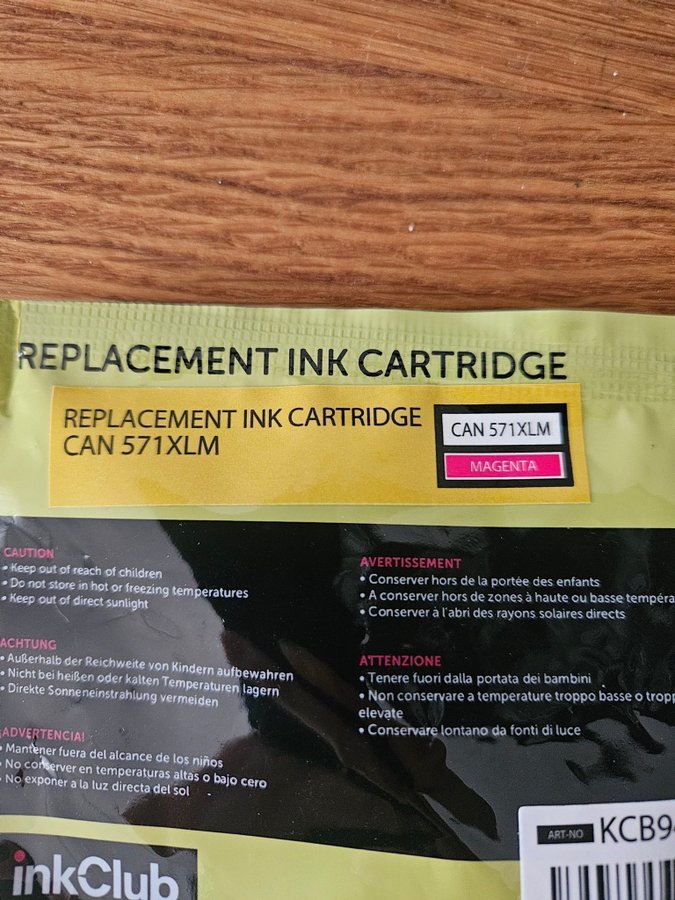 REPLACEMENT INK CARTRIDGE
REPLACEMENT INK CARTRIDGE
CAN 571XLM
CAN 571XLM
MAGENTA
CAUTION
• Keep out of reach of children
• Do not store in hot or freezing temperatures
• Keep out of direct sunlight
ACHTUNG
• Außerhalb der Reichweite von Kindern aufbewahren
• Nicht bei heißen oder kalten Temperaturen lagern
• Direkte Sonneneinstrahlung vermeiden
¡ADVERTENCIA!
• Mantener fuera del alcance de los niños
• No conserver en temperaturas altas o bajo cero
• No exponer a la luz directa del sol
AVERTISSEMENT
• Conserver hors de la portée des enfants
• A conserver hors de zones à haute ou basse
• Conserver à l'abri des rayons solaires directs
ATTENZIONE
• Tenere fuori dalla portata dei bambini
• Non conservare a temperature troppo basse o
elevate
• Conservare lontano da fonti di luce
ART-NO
inkClub